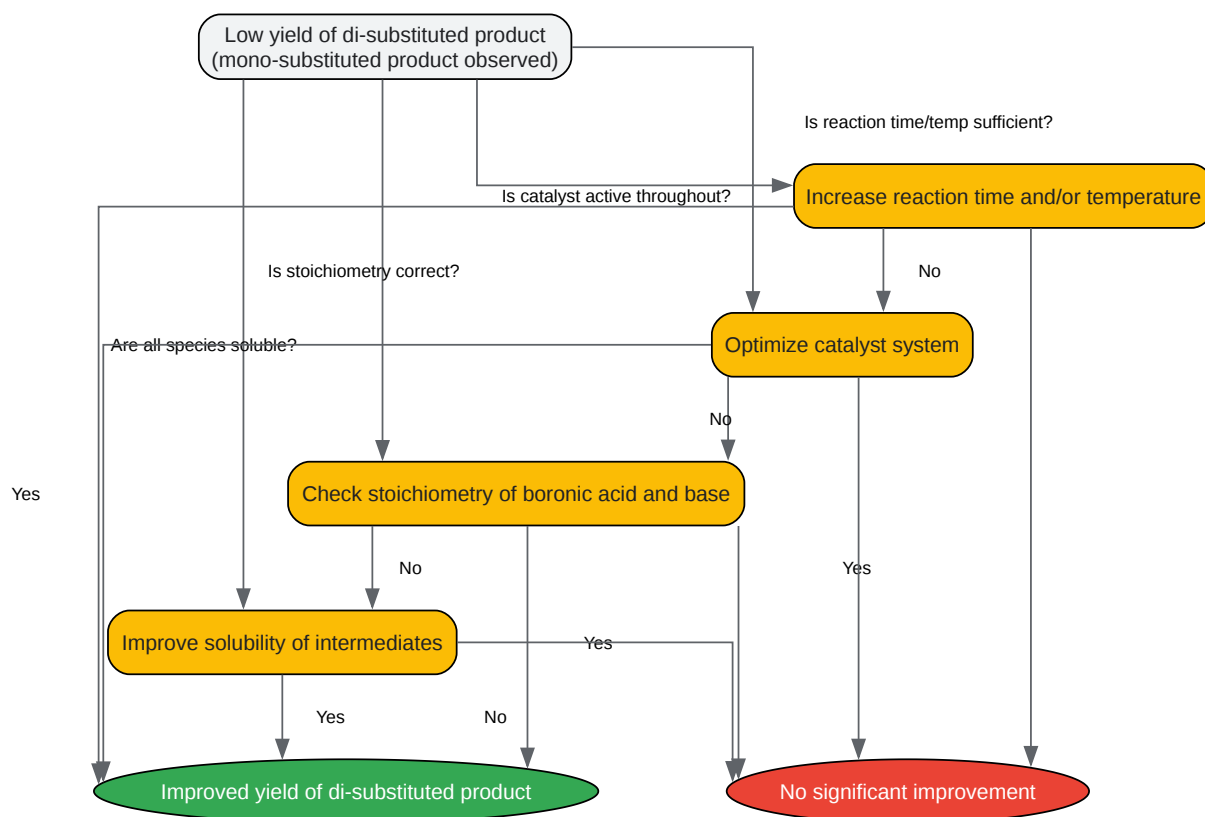 Low yield of di-substituted product
(mono-substituted product observed)
Is reaction time/temp sufficient?
Increase reaction time and/or temperature
Is catalyst active throughout?
Is stoichiometry correct?
No
Optimize catalyst system
Are all species soluble?
No
Check stoichiometry of boronic acid and base
Yes
No
Yes
Improve solubility of intermediates
Yes
Yes
No
Improved yield of di-substituted product
No significant improvement